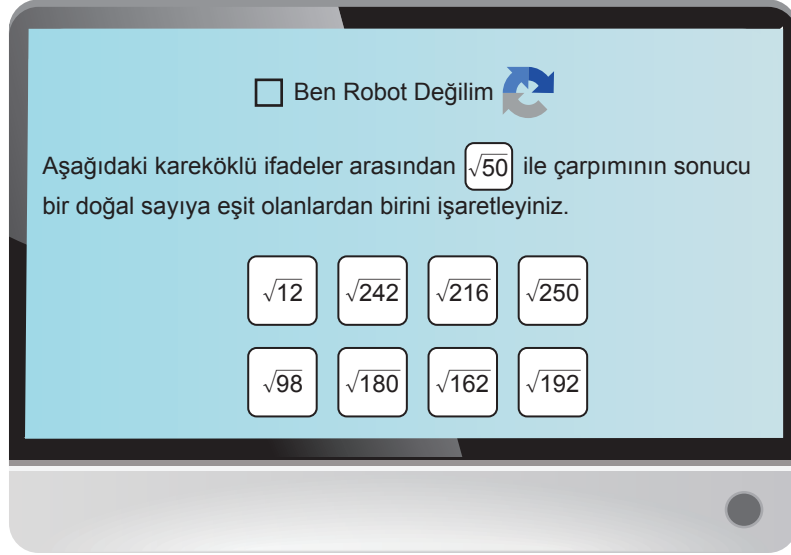 Ben Robot Değilim
Aşağıdaki kareköklü ifadeler arasından √50 ile çarpımının sonucu
bir doğal sayıya eşit olanlardan birini işaretleyiniz.
√12 √242 √216 √250
√98 √180 √162 √192